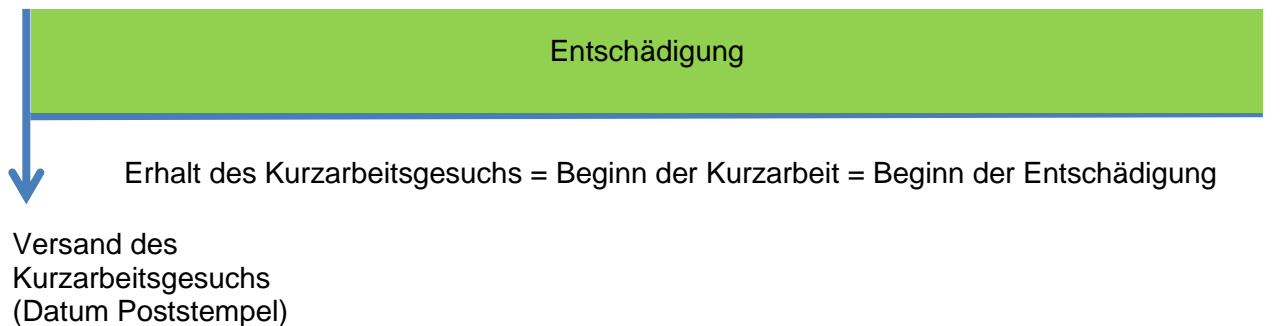 Entschädigung
Erhalt des Kurzarbeitsgesuchs = Beginn der Kurzarbeit = Beginn der Entschädigung
Versand des
Kurzarbeitsgesuchs
(Datum Poststempel)